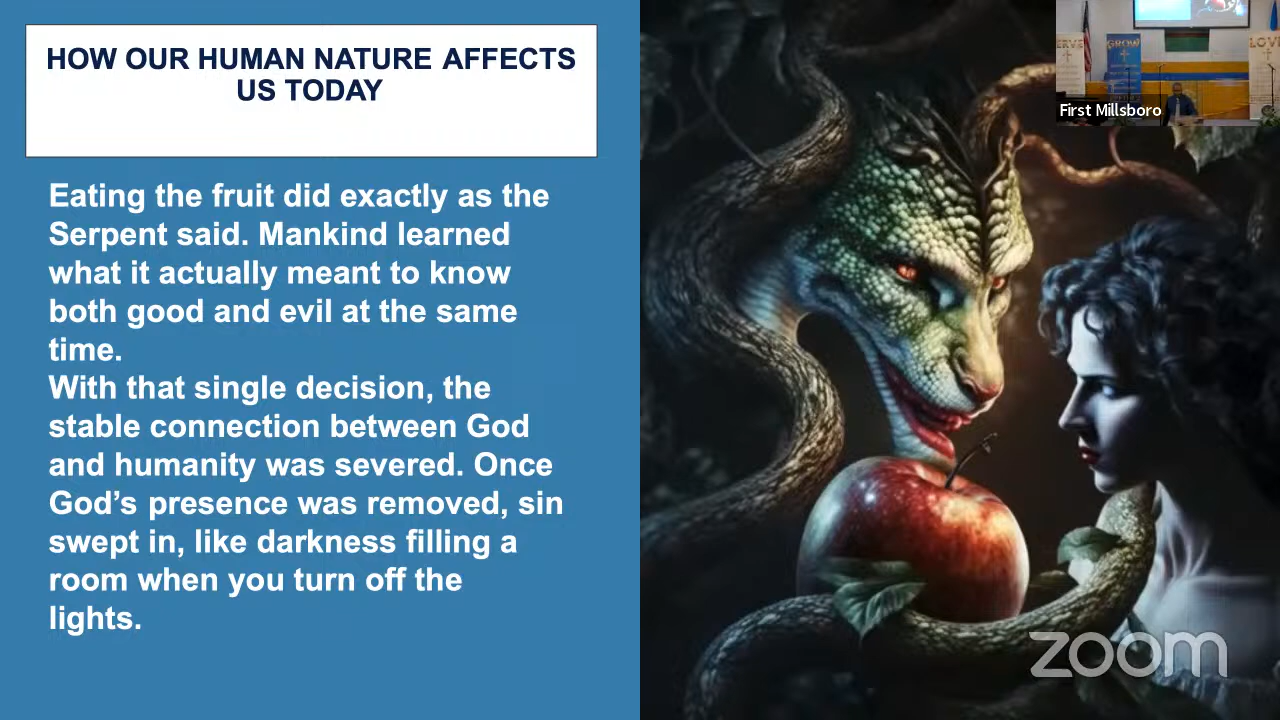 HOW OUR HUMAN NATURE AFFECTS
US TODAY
Eating the fruit did exactly as the
Serpent said. Mankind learned
what it actually meant to know
both good and evil at the same
time.
With that single decision, the
stable connection between God
and humanity was severed. Once
God’s presence was removed, sin
swept in, like darkness filling a
room when you turn off the
lights.
GROW
First Millsboro
zoom